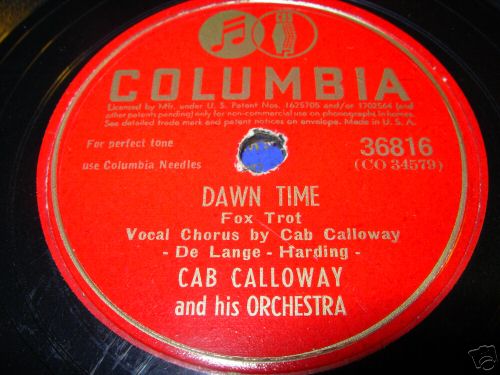 CBS
COLUMBIA
Licensed by Mfr. under U. S. Patent Nos. 1625705 and/or 1702564 (and
other patents pending) only for non-commercial use on phonographs in homes.
See detailed trade mark and patent notices on envelope. Made in U. S. A.
For perfect tone
use Columbia Needles
36816
(CO 34579)
DAWN TIME
Fox Trot
Vocal Chorus by Cab Calloway
- De Lange - Harding -
CAB CALLOWAY
and his ORCHESTRA